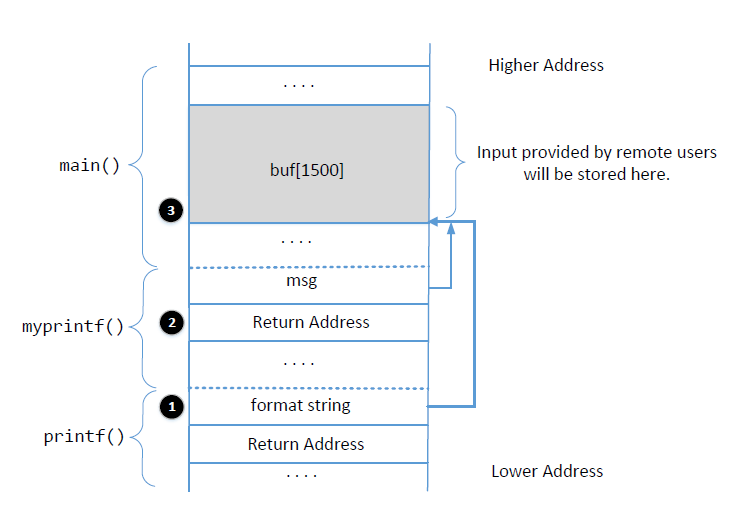 Higher Address
. . . .
main()
buf[1500]
Input provided by remote users
will be stored here.
3
. . . .
msg
myprintf()
2
Return Address
. . . .
1
format string
printf()
Return Address
. . . .
Lower Address